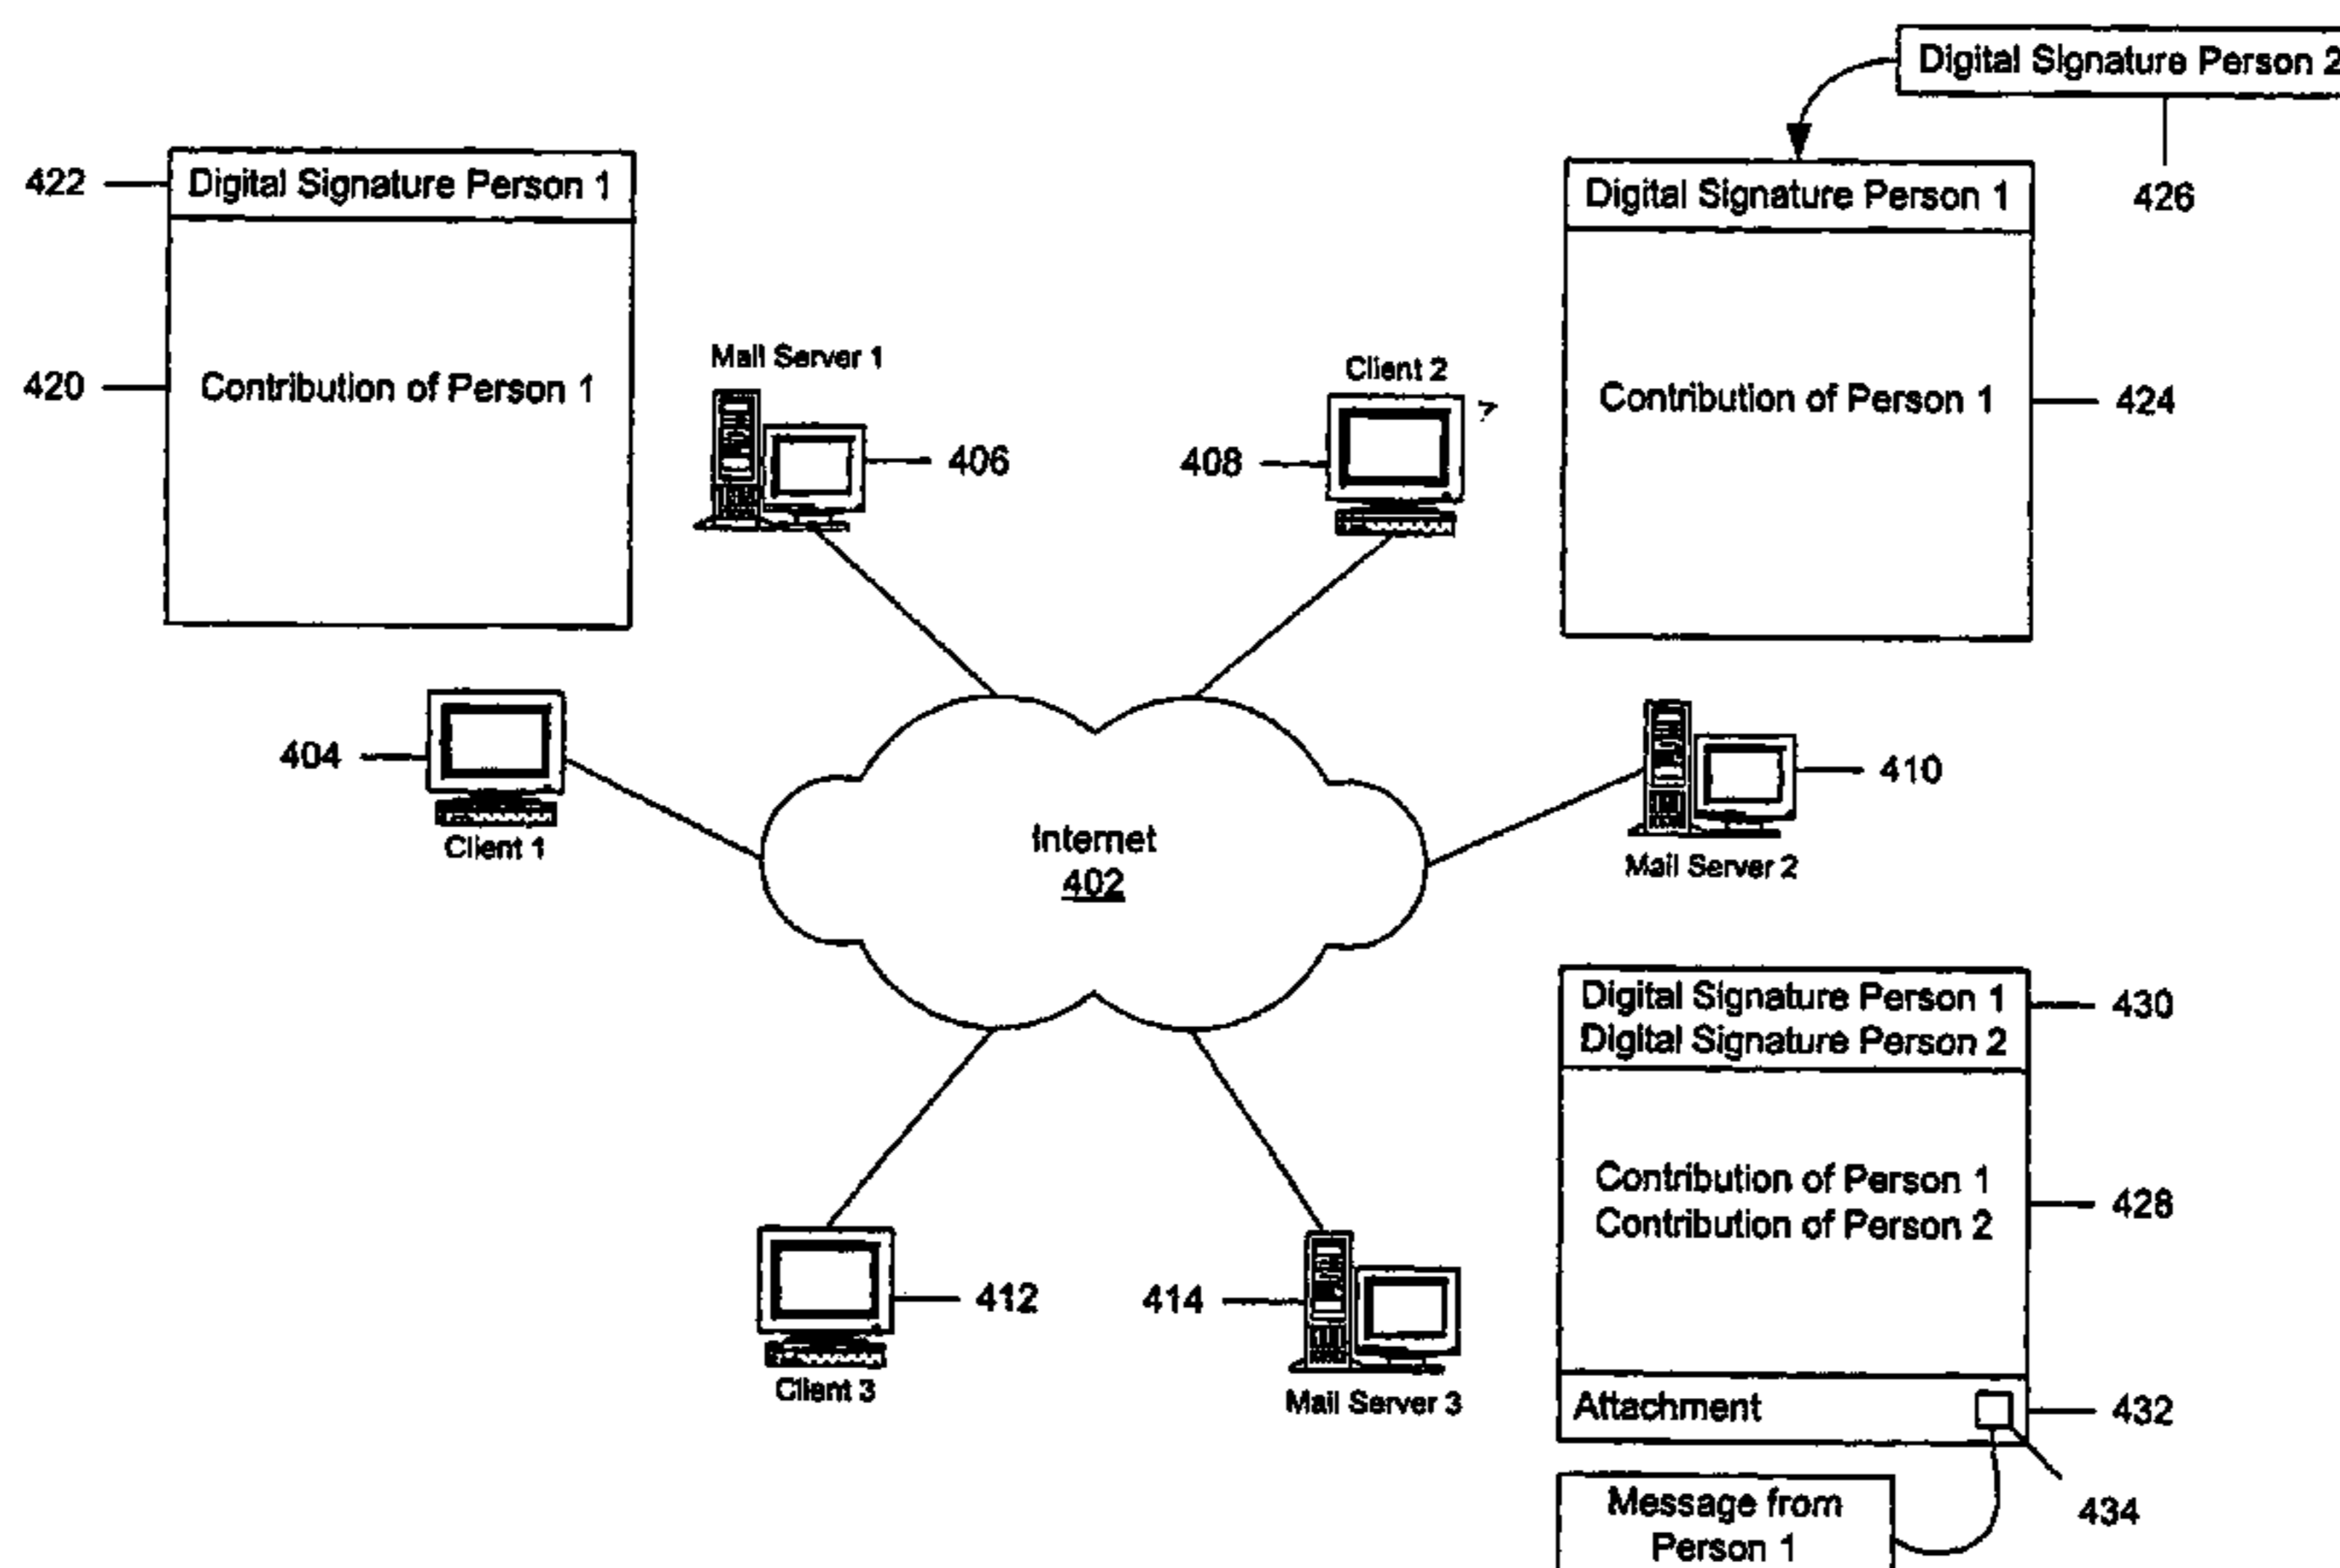 Digital Signature Person 2
426
422
Digital Signature Person 1
420
Contribution of Person 1
Digital Signature Person 1
Contribution of Person 1
424
Mail Server 1
406
Client 2
408
404
Client 1
410
Mail Server 2
Internet
402
412
Client 3
414
Mail Server 3
Digital Signature Person 1
Digital Signature Person 2
430
Contribution of Person 1
Contribution of Person 2
428
Attachment
432
434
Message from
Person 1